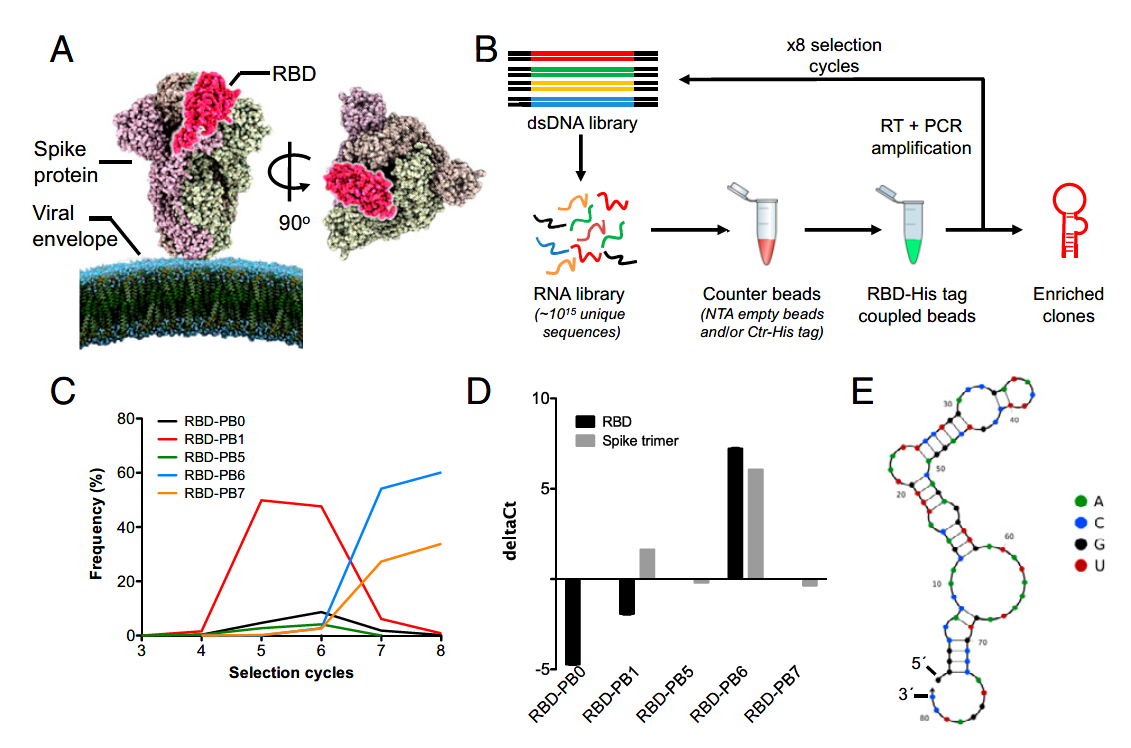 A
RBD
Spike
protein
Viral
envelope
90º
B
x8 selection
cycles
dsDNA library
RT + PCR
amplification
RNA library
(~10¹⁵ unique
sequences)
Counter beads
(NTA empty beads
and/or Ctr-His tag)
RBD-His tag
coupled beads
Enriched
clones
C
Frequency (%)
80
60
40
20
0
RBD-PB0
RBD-PB1
RBD-PB5
RBD-PB6
RBD-PB7
3
4
5
6
7
8
Selection cycles
D
deltaCt
10
5
-5
RBD
Spike trimer
RBD-PB0
RBD-PB1
RBD-PB5
RBD-PB6
RBD-PB7
E
30
40
50
20
60
10
70
5´
3´
80
A
C
G
U